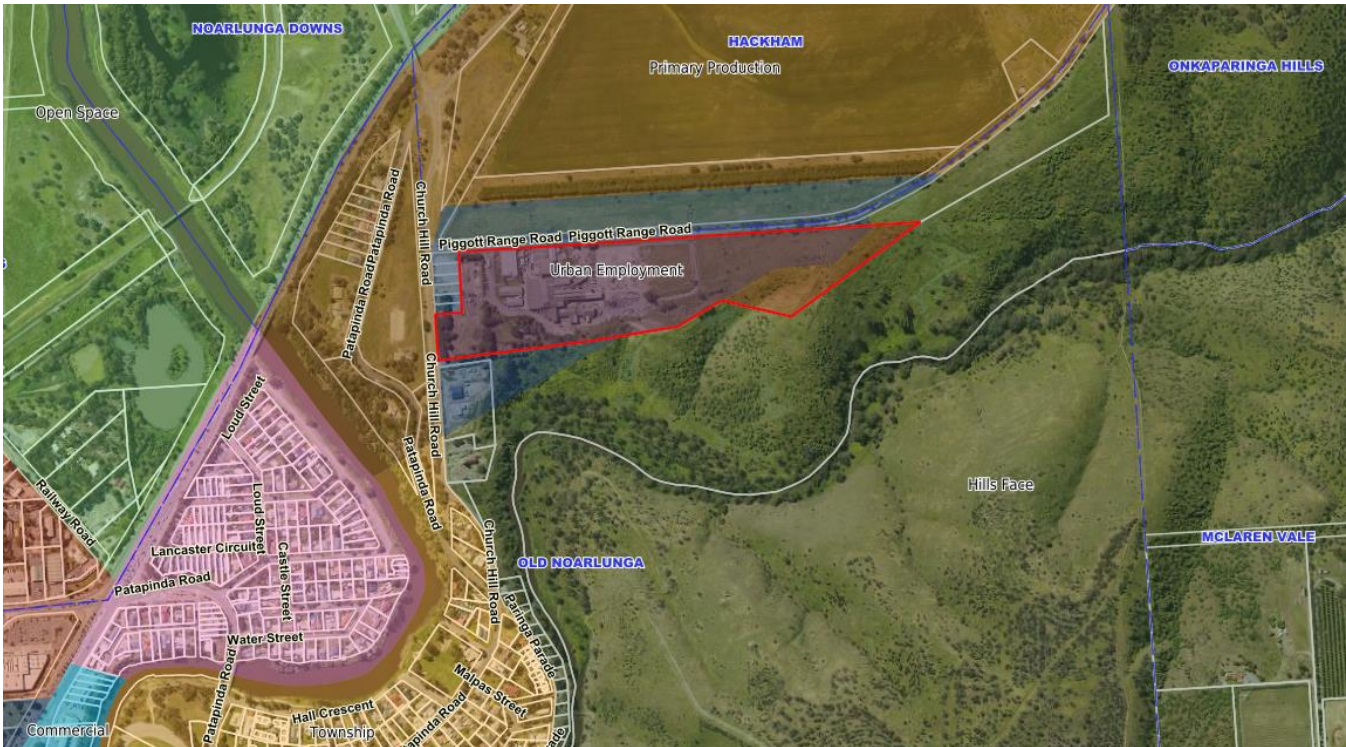 NOARLUNGA DOWNS
HACKHAM
Primary Production
ONKAPARINGA HILLS
Open Space
Patapinda Road
Church Hill Road
Patapinda Road
Piggott Range Road Piggott Range Road
Urban Employment
Patapinda Road
Church Hill Road
Loud Street
Patapinda Road
Railway Road
Loud Street
Hills Face
Lancaster Circuit
Castle Street
Church Hill Road
MCLAREN VALE
OLD NOARLUNGA
Patapinda Road
Paringa Parade
Water Street
Patapinda Road
Malpas Street
Hall Crescent
Township
Commercial